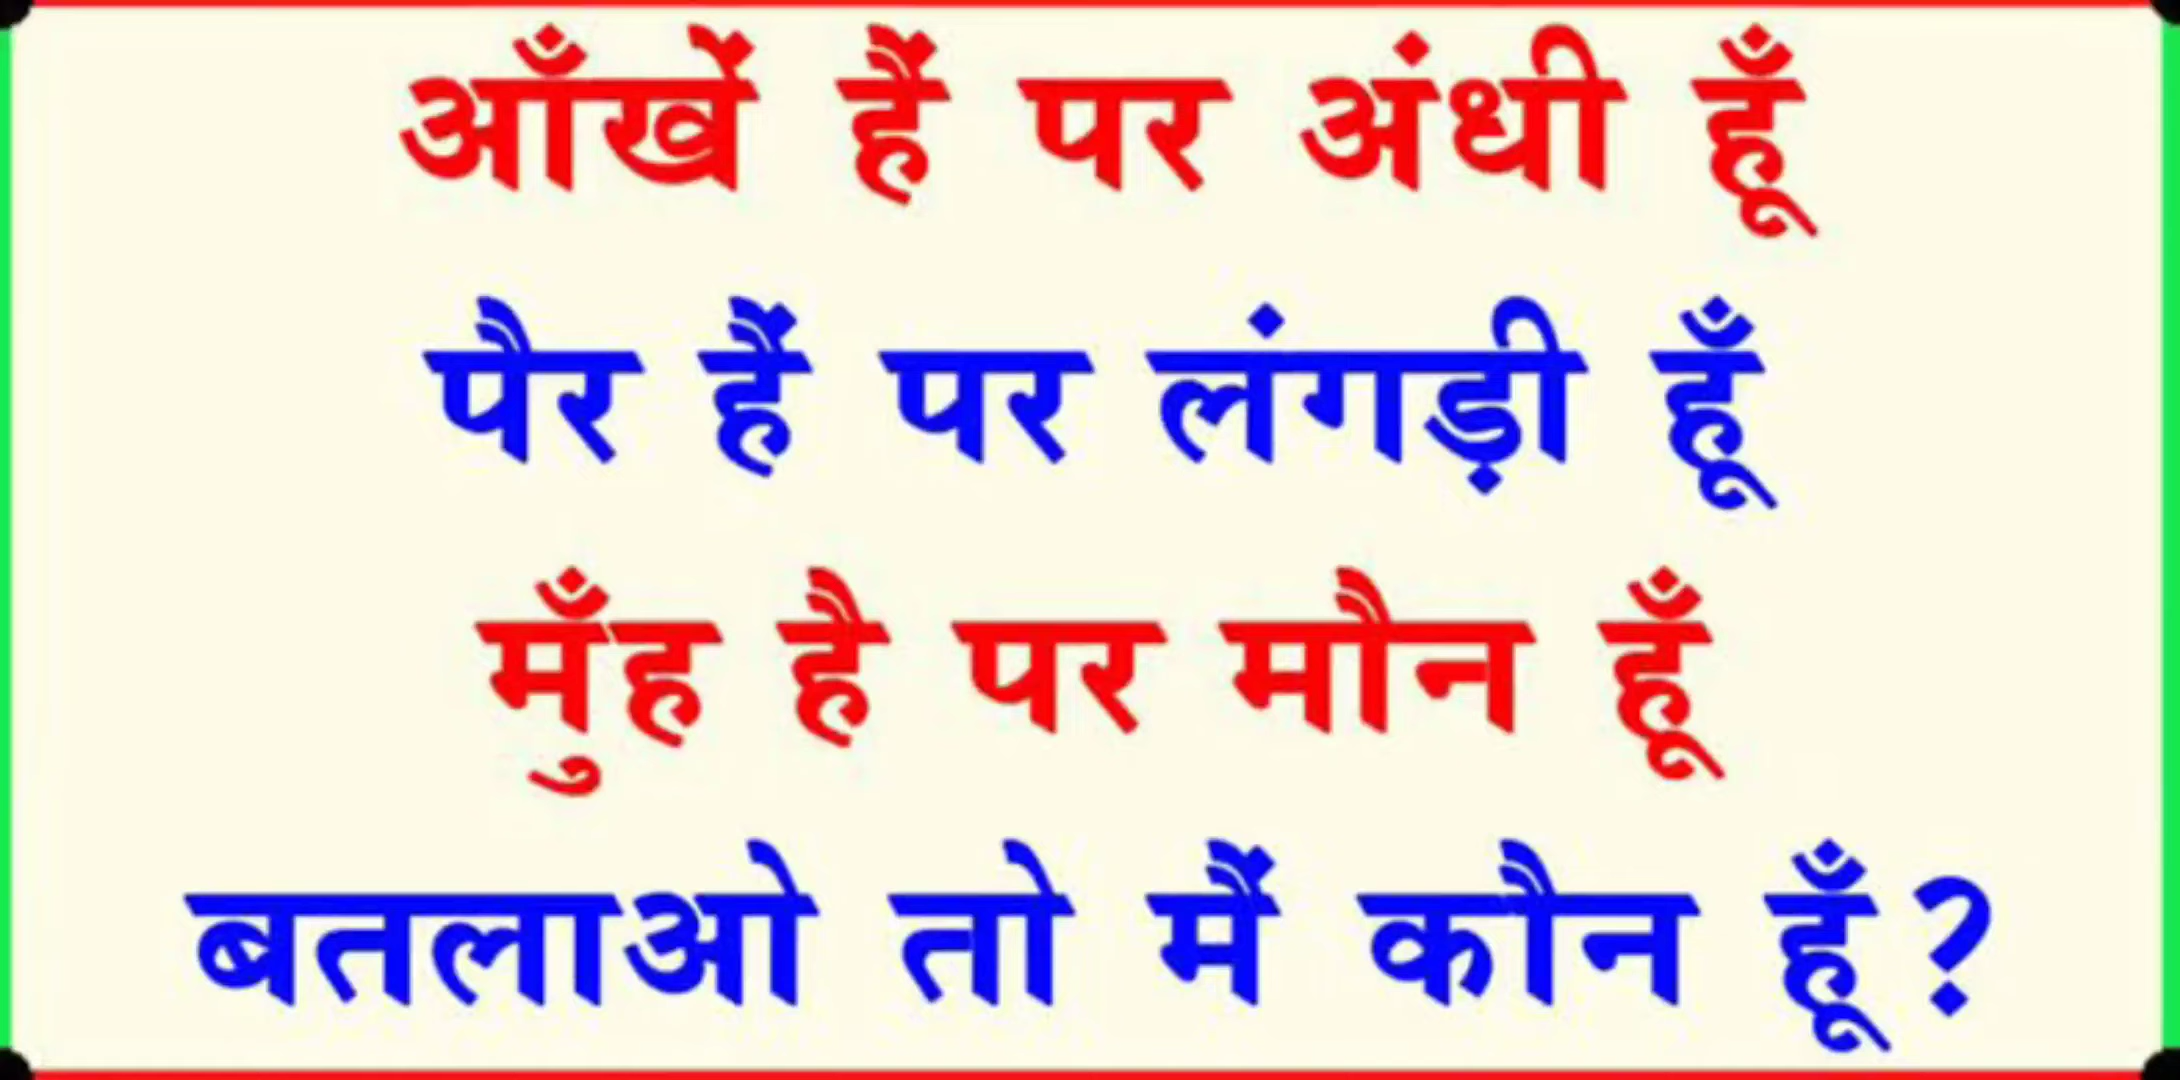 आँखें हैं पर अंधी हूँ
पैर हैं पर लंगड़ी हूँ
मुँह है पर मौन हूँ
बतलाओ तो मैं कौन हूँ?